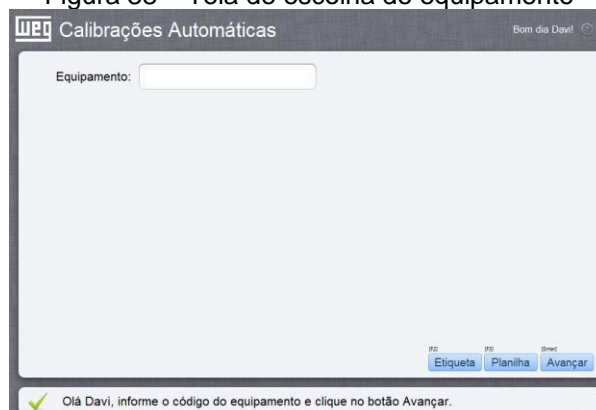 Figura 38 – Tela de escolha do equipamento
WEG Calibrações Automáticas
Bom dia Davi!
Equipamento:
[F2] [F3] [Enter]
Etiqueta Planilha Avançar
Olá Davi, informe o código do equipamento e clique no botão Avançar.